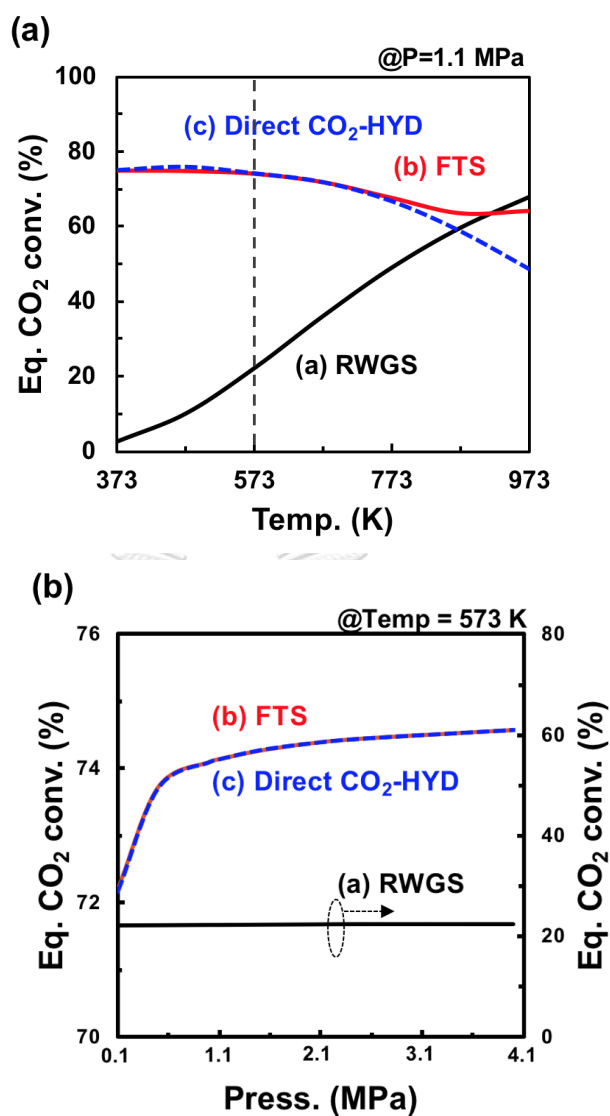 (a)
@P=1.1 MPa
100
80
60
40
20
0
373
573
773
973
Eq. CO₂ conv. (%)
Temp. (K)
(c) Direct CO₂-HYD
(b) FTS
(a) RWGS
(b)
@Temp = 573 K
76
74
72
70
80
60
40
20
0
0.1
1.1
2.1
3.1
4.1
Eq. CO₂ conv. (%)
Eq. CO₂ conv. (%)
Press. (MPa)
(b) FTS
(c) Direct CO₂-HYD
(a) RWGS